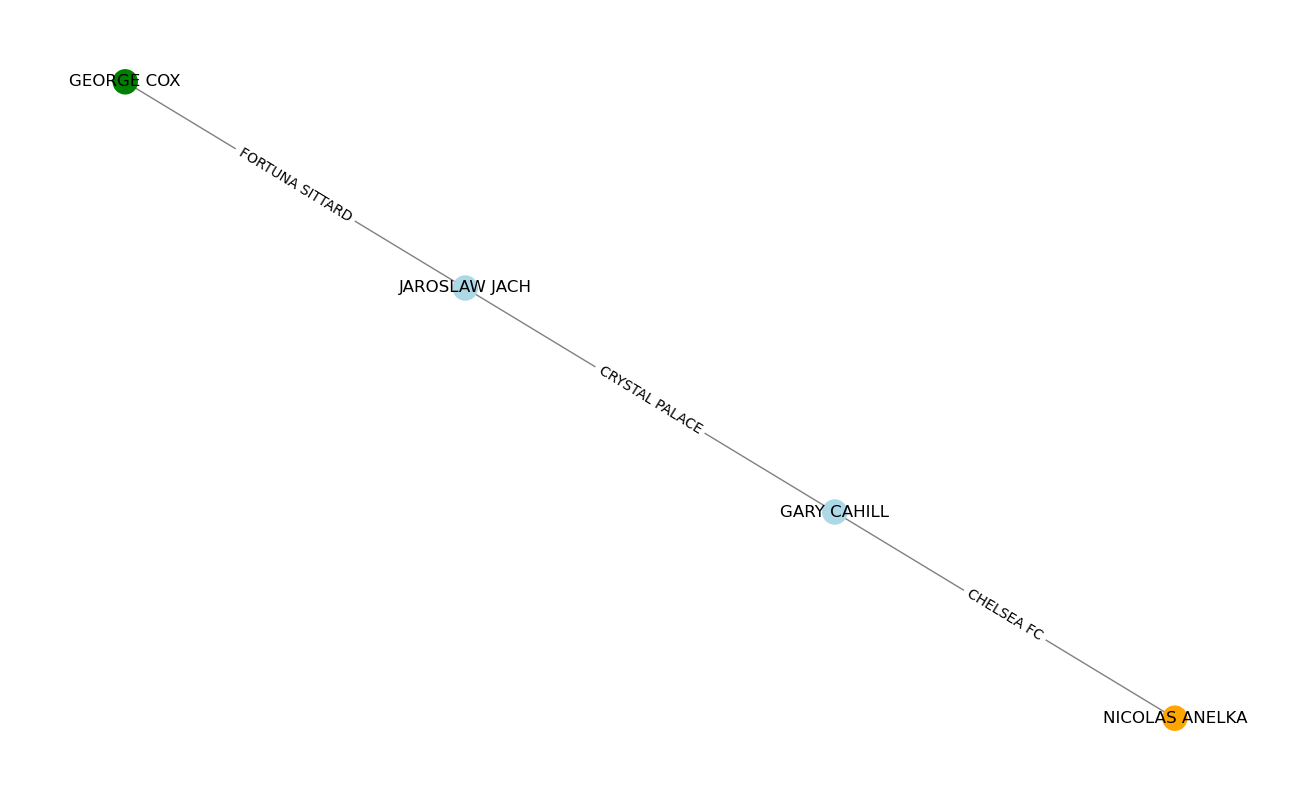 GEORGE COX
FORTUNA SITTARD
JAROSLAW JACH
CRYSTAL PALACE
GARY CAHILL
CHELSEA FC
NICOLAS ANELKA